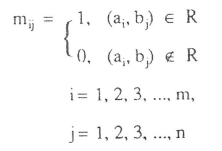 m_ij = { 1, (a_i, b_j) ∈ R
0, (a_i, b_j) ∉ R
i = 1, 2, 3, ..., m,
j = 1, 2, 3, ..., n